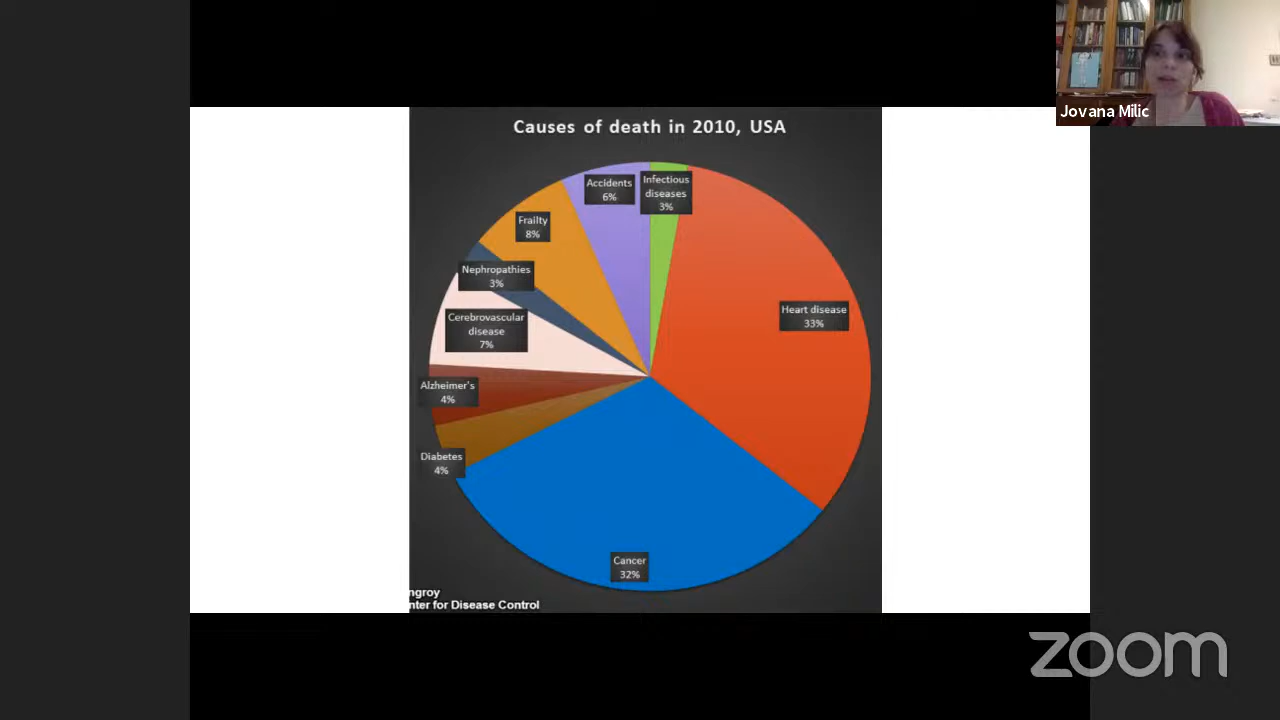 Jovana Milic
Causes of death in 2010, USA
Infectious
diseases
3%
Accidents
6%
Frailty
8%
Nephropathies
3%
Heart disease
33%
Cerebrovascular
disease
7%
Alzheimer's
4%
Diabetes
4%
Cancer
32%
ngroy
nter for Disease Control
zoom